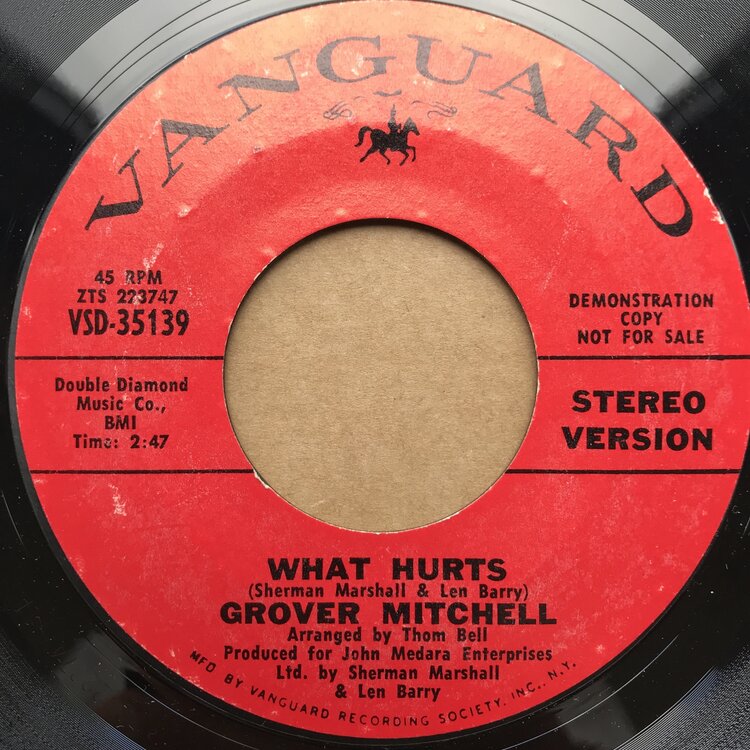 VANGUARD
45 RPM
ZTS 223747
VSD-35139
DEMONSTRATION
COPY
NOT FOR SALE
Double Diamond
Music Co.,
BMI
Time: 2:47
STEREO
VERSION
WHAT HURTS
(Sherman Marshall & Len Barry)
GROVER MITCHELL
Arranged by Thom Bell
Produced for John Medara Enterprises
Ltd. by Sherman Marshall
& Len Barry
MFD BY VANGUARD RECORDING SOCIETY, INC., N.Y.